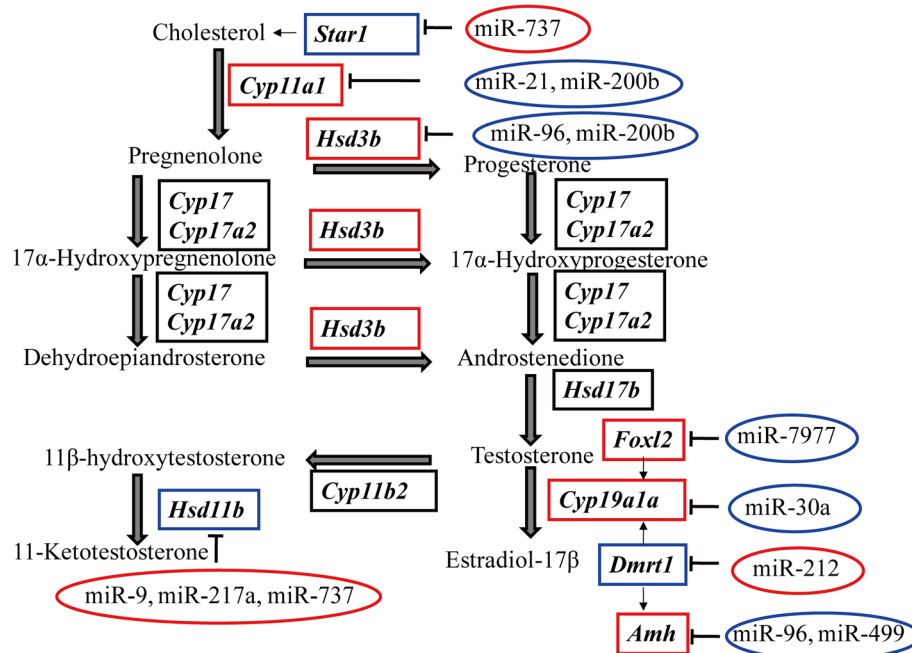 Cholesterol
Star1
miR-737
Cyp11a1
miR-21, miR-200b
Hsd3b
miR-96, miR-200b
Pregnenolone
Progesterone
Cyp17
Cyp17a2
Cyp17
Cyp17a2
17α-Hydroxypregnenolone
Hsd3b
17α-Hydroxyprogesterone
Cyp17
Cyp17a2
Cyp17
Cyp17a2
Hsd3b
Dehydroepiandrosterone
Androstenedione
Hsd17b
Foxl2
miR-7977
11β-hydroxytestosterone
Testosterone
Cyp11b2
Cyp19a1a
miR-30a
Hsd11b
11-Ketotestosterone
Estradiol-17β
Dmrt1
miR-212
miR-9, miR-217a, miR-737
Amh
miR-96, miR-499